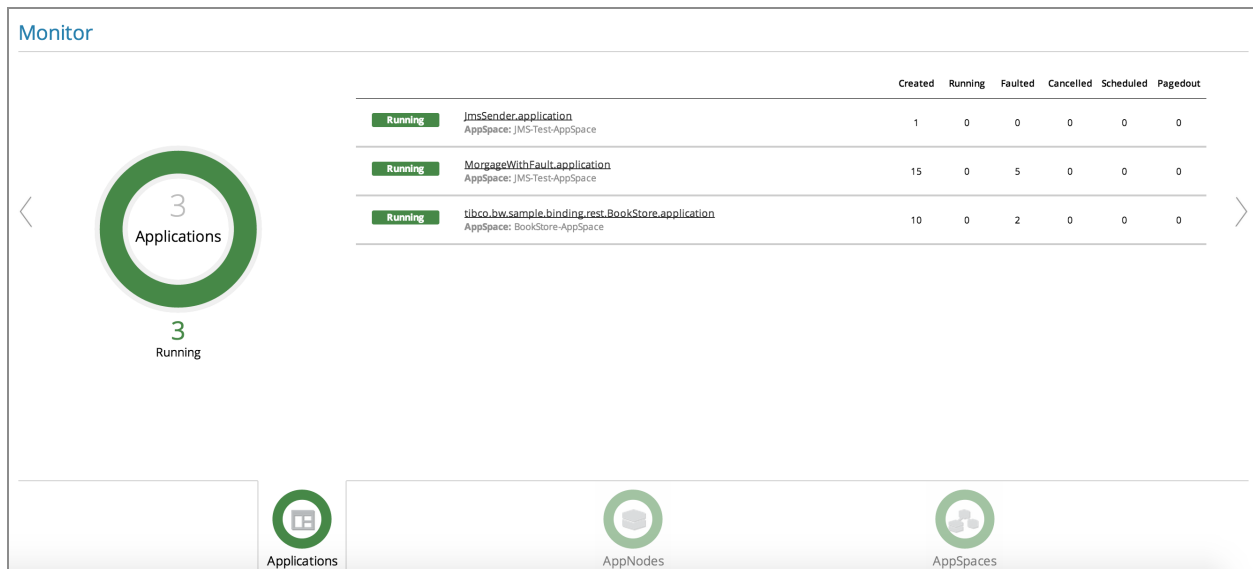 Monitor
Created Running Faulted Cancelled Scheduled Pagedout
Running JmsSender.application 1 0 0 0 0 0
AppSpace: JMS-Test-AppSpace
Running MorgageWithFault.application 15 0 5 0 0 0
AppSpace: JMS-Test-AppSpace
Running tibco.bw.sample.binding.rest.BookStore.application 10 0 2 0 0 0
AppSpace: BookStore-AppSpace
3
Applications
3
Running
Applications AppNodes AppSpaces